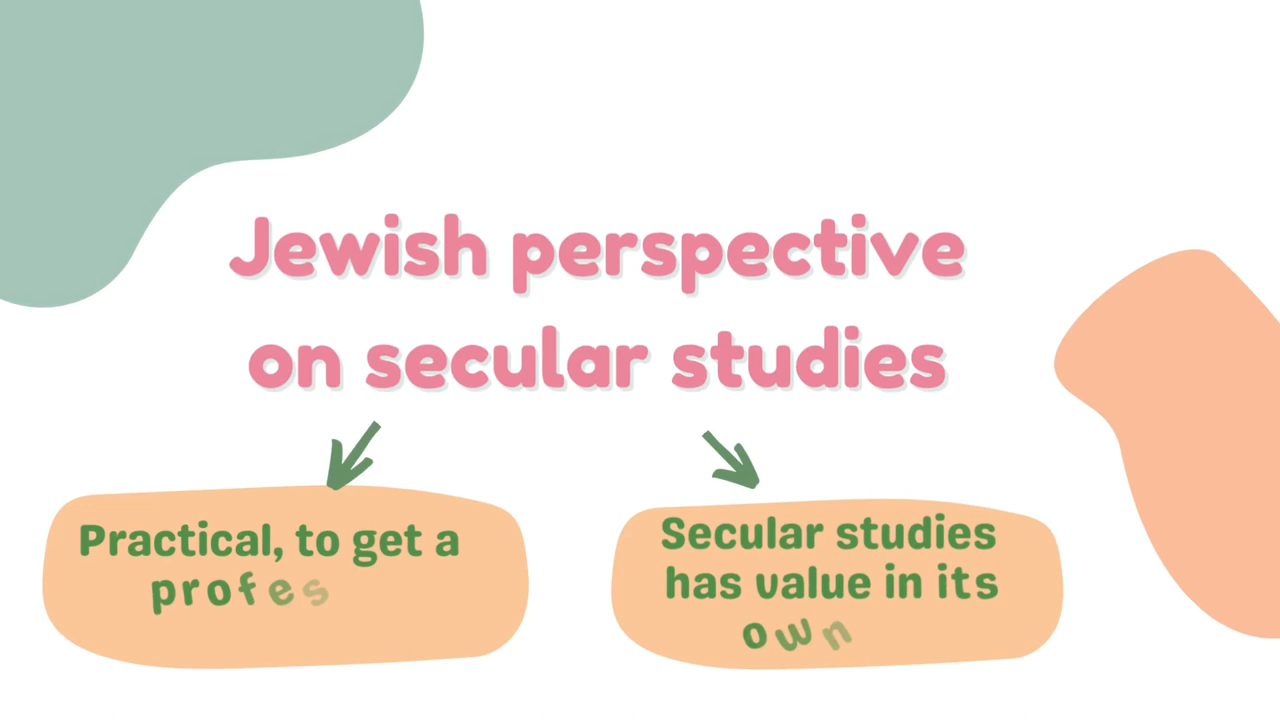 Jewish perspective
on secular studies
Practical, to get a
profes
Secular studies
has value in its
own